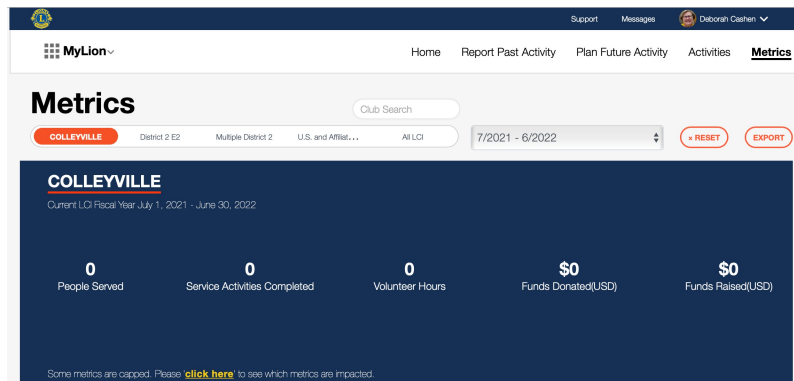 Support Messages Deborah Cashen
MyLion Home Report Past Activity Plan Future Activity Activities Metrics
Metrics
Club Search
COLLEYVILLE District 2 E2 Multiple District 2 U.S. and Affiliat... All LCI 7/2021 - 6/2022 × RESET EXPORT
COLLEYVILLE
Current LCI Fiscal Year July 1, 2021 - June 30, 2022
0 0 0 $0 $0
People Served Service Activities Completed Volunteer Hours Funds Donated(USD) Funds Raised(USD)
Some metrics are capped. Please 'click here' to see which metrics are impacted.